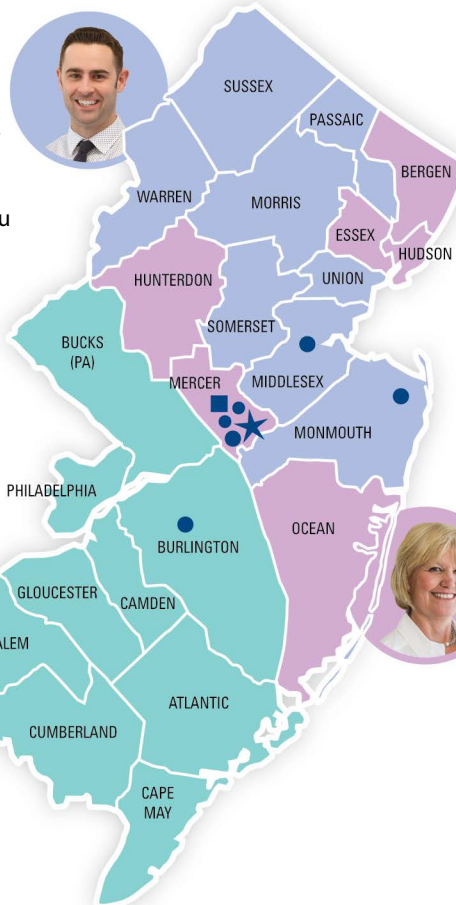 SUSSEX
PASSAIC
BERGEN
WARREN
MORRIS
u
ESSEX
HUDSON
HUNTERDON
UNION
SOMERSET
BUCKS
(PA)
MERCER
MIDDLESEX
MONMOUTH
PHILADELPHIA
OCEAN
BURLINGTON
GLOUCESTER
CAMDEN
ALEM
ATLANTIC
CUMBERLAND
CAPE
MAY